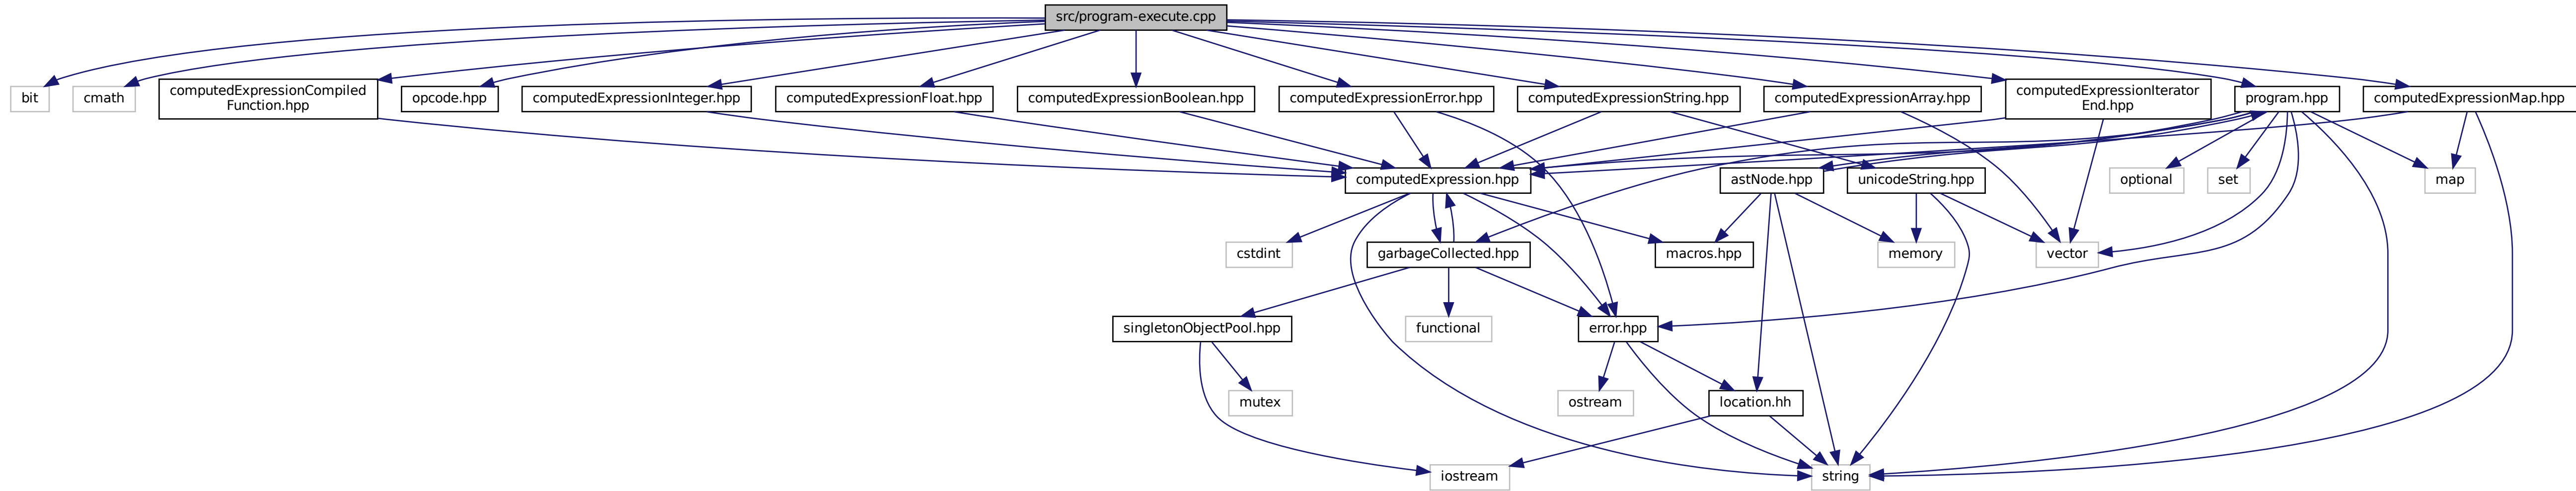 src/program-execute.cpp
bit
cmath
computedExpressionCompiled
Function.hpp
opcode.hpp
computedExpressionInteger.hpp
computedExpressionFloat.hpp
computedExpressionBoolean.hpp
computedExpressionError.hpp
computedExpressionString.hpp
computedExpressionArray.hpp
computedExpressionIterator
End.hpp
program.hpp
computedExpressionMap.hpp
computedExpression.hpp
astNode.hpp
unicodeString.hpp
optional
set
map
cstdint
garbageCollected.hpp
macros.hpp
memory
vector
singletonObjectPool.hpp
functional
error.hpp
mutex
ostream
location.hh
iostream
string